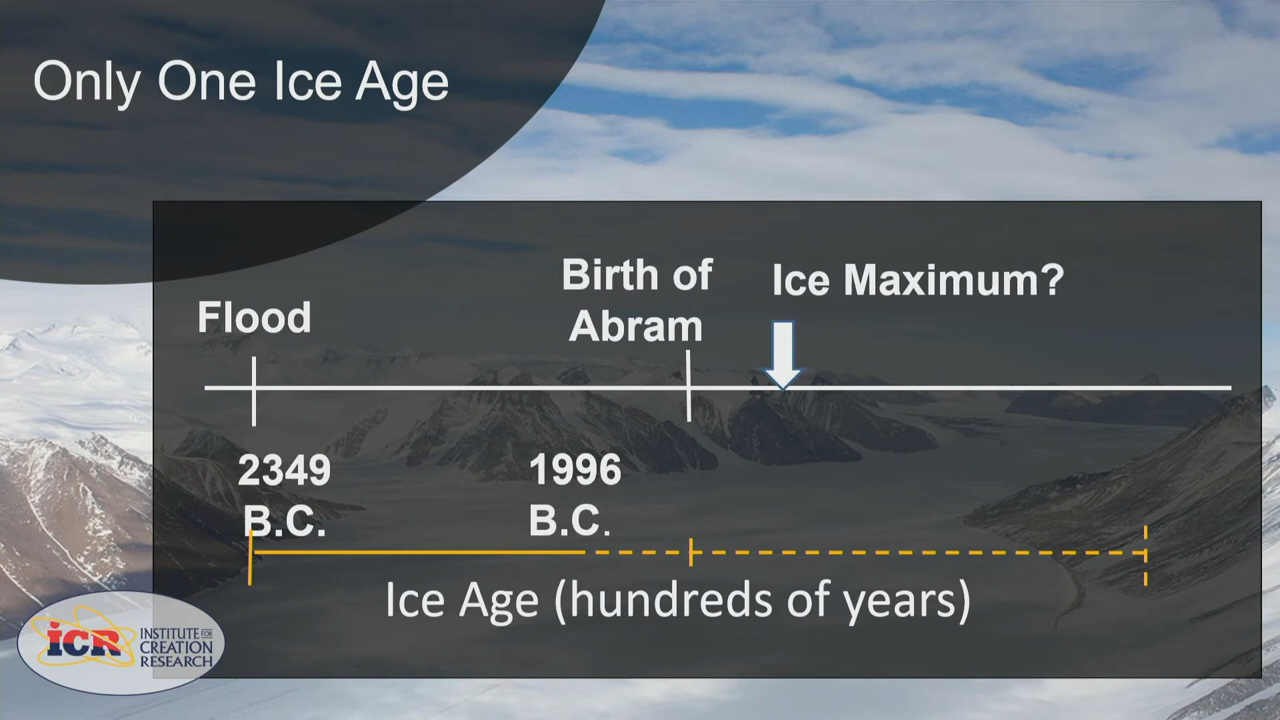 Only One Ice Age
Flood
Birth of
Abram
Ice Maximum?
2349
B.C.
1996
B.C.
Ice Age (hundreds of years)
iCR
INSTITUTE FOR
CREATION
RESEARCH